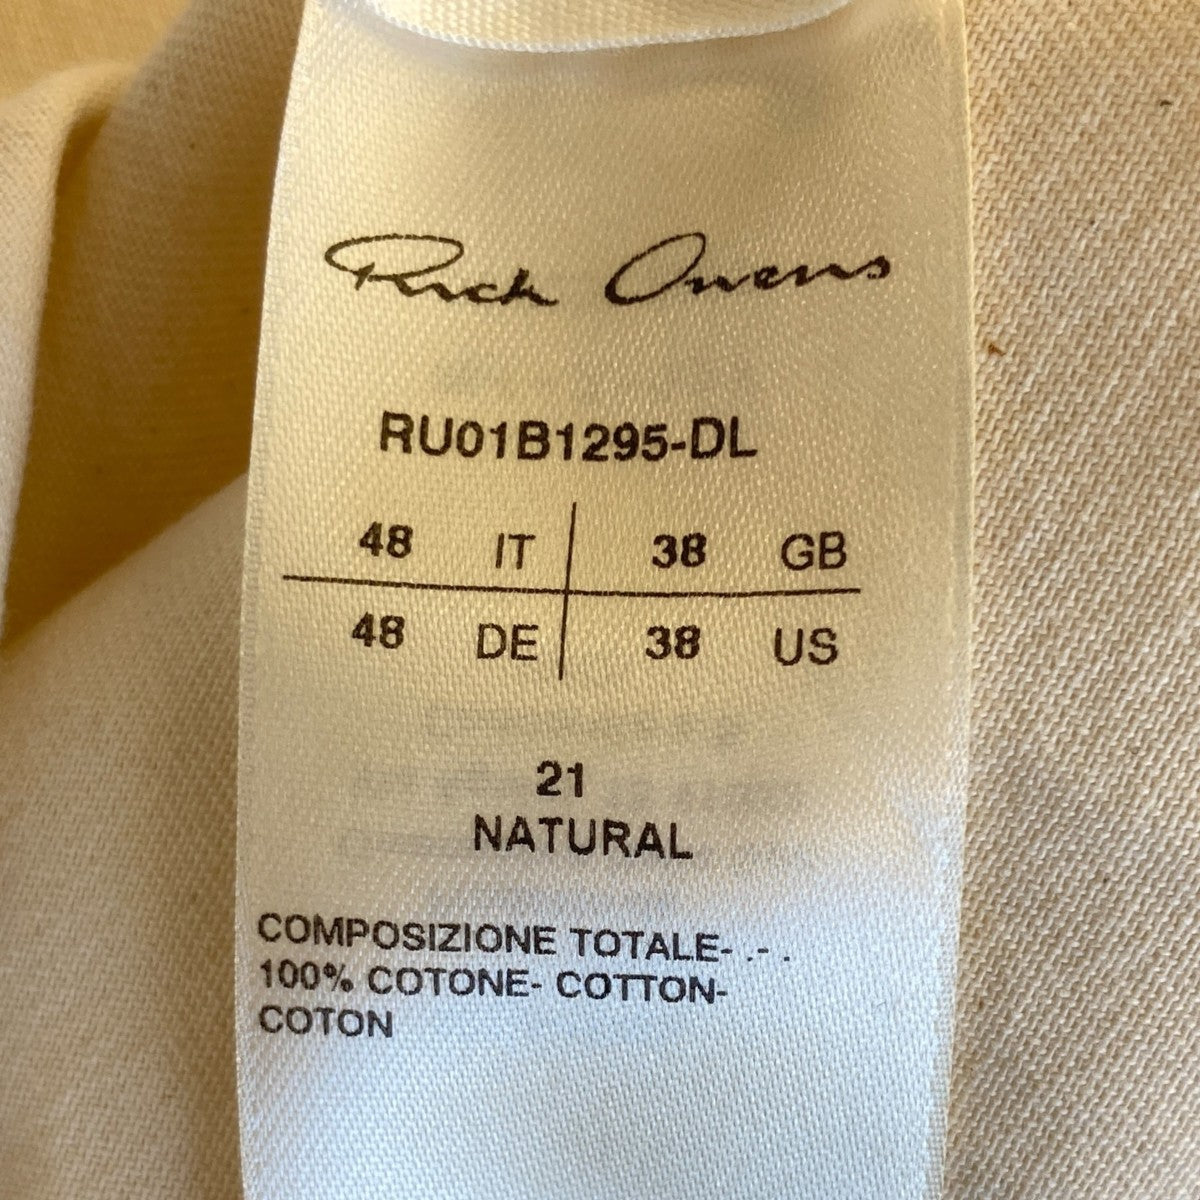 Rick Owens
RU01B1295-DL
48 IT 38 GB
48 DE 38 US
21
NATURAL
COMPOSIZIONE TOTALE- .- .
100% COTONE- COTTON-
COTON